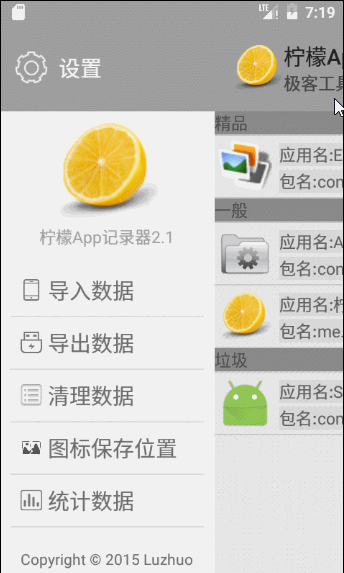 LTE 7:19
设置
柠檬Ap
极客工具
柠檬App记录器2.1
导入数据
导出数据
清理数据
图标保存位置
统计数据
Copyright © 2015 Luzhuo
精品
应用名:E
包名:con
一般
应用名:A
包名:con
应用名:柠
包名:me.
垃圾
应用名:S
包名:con